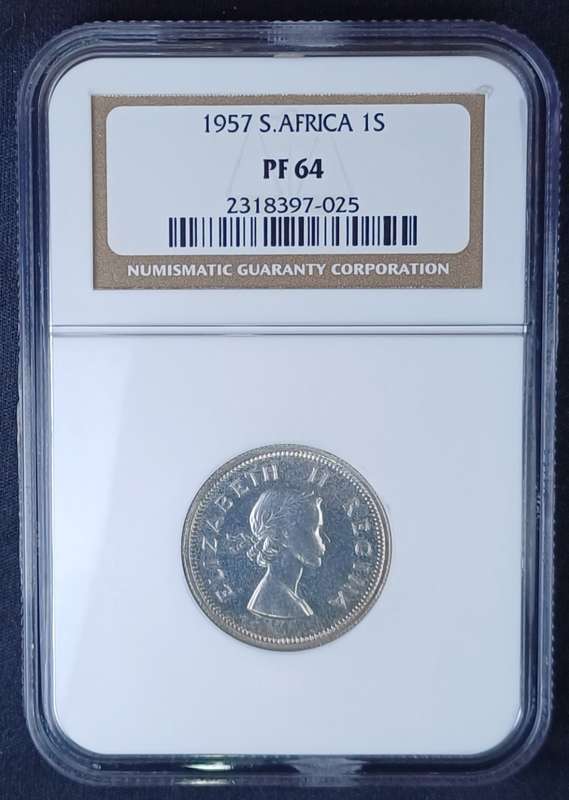 1957 S.AFRICA 1S
PF 64
2318397-025
NUMISMATIC GUARANTY CORPORATION
ELIZABETH II REGINA